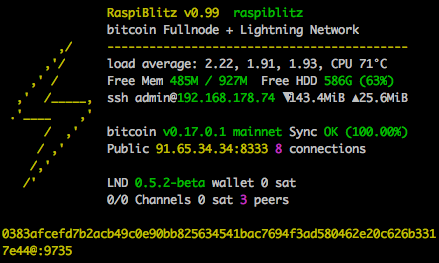 RaspiBlitz v0.99 raspiblitz
bitcoin Fullnode + Lightning Network
----------------------------------------
load average: 2.22, 1.91, 1.93, CPU 71°C
Free Mem 485M / 927M Free HDD 586G (63%)
ssh admin@192.168.178.74 ▼143.4MiB ▲25.6MiB
bitcoin v0.17.0.1 mainnet Sync OK (100.00%)
Public 91.65.34.34:8333 8 connections
LND 0.5.2-beta wallet 0 sat
0/0 Channels 0 sat 3 peers
0383afcefd7b2acb49c0e90bb825634541bac7694f3ad580462e20c626b331
7e44@:9735